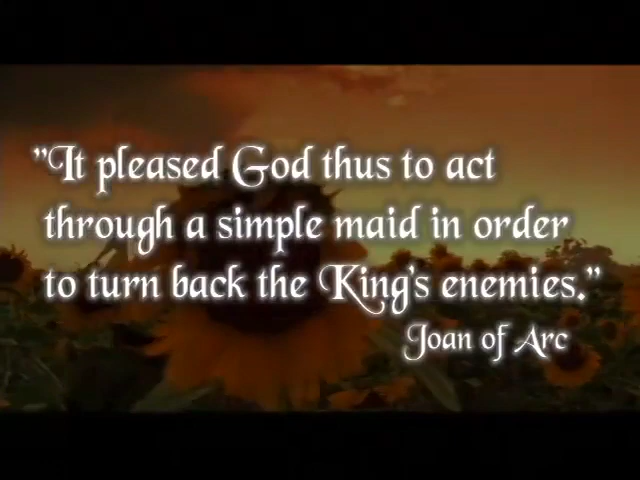 "It pleased God thus to act
through a simple maid in order
to turn back the King's enemies."
Joan of Arc